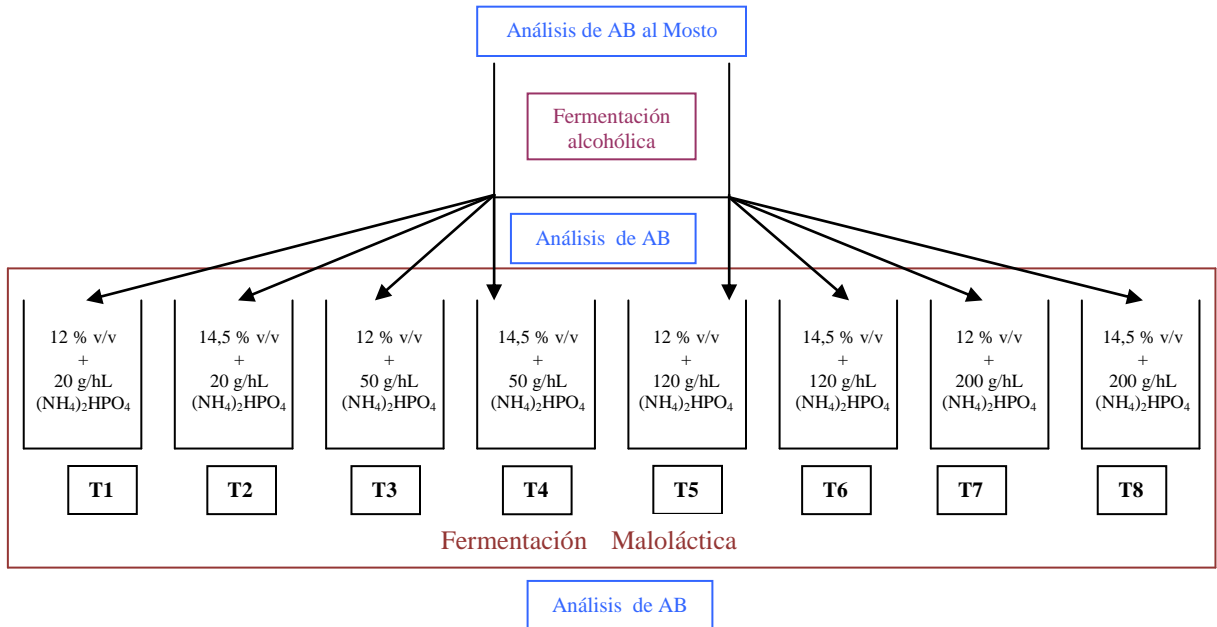 Análisis de AB al Mosto
Fermentación
alcohólica
Análisis de AB
12 % v/v
+
20 g/hL
(NH4)2HPO4
14,5 % v/v
+
20 g/hL
(NH4)2HPO4
12 % v/v
+
50 g/hL
(NH4)2HPO4
14,5 % v/v
+
50 g/hL
(NH4)2HPO4
12 % v/v
+
120 g/hL
(NH4)2HPO4
14,5 % v/v
+
120 g/hL
(NH4)2HPO4
12 % v/v
+
200 g/hL
(NH4)2HPO4
14,5 % v/v
+
200 g/hL
(NH4)2HPO4
T1
T2
T3
T4
T5
T6
T7
T8
Fermentación Maloláctica
Análisis de AB